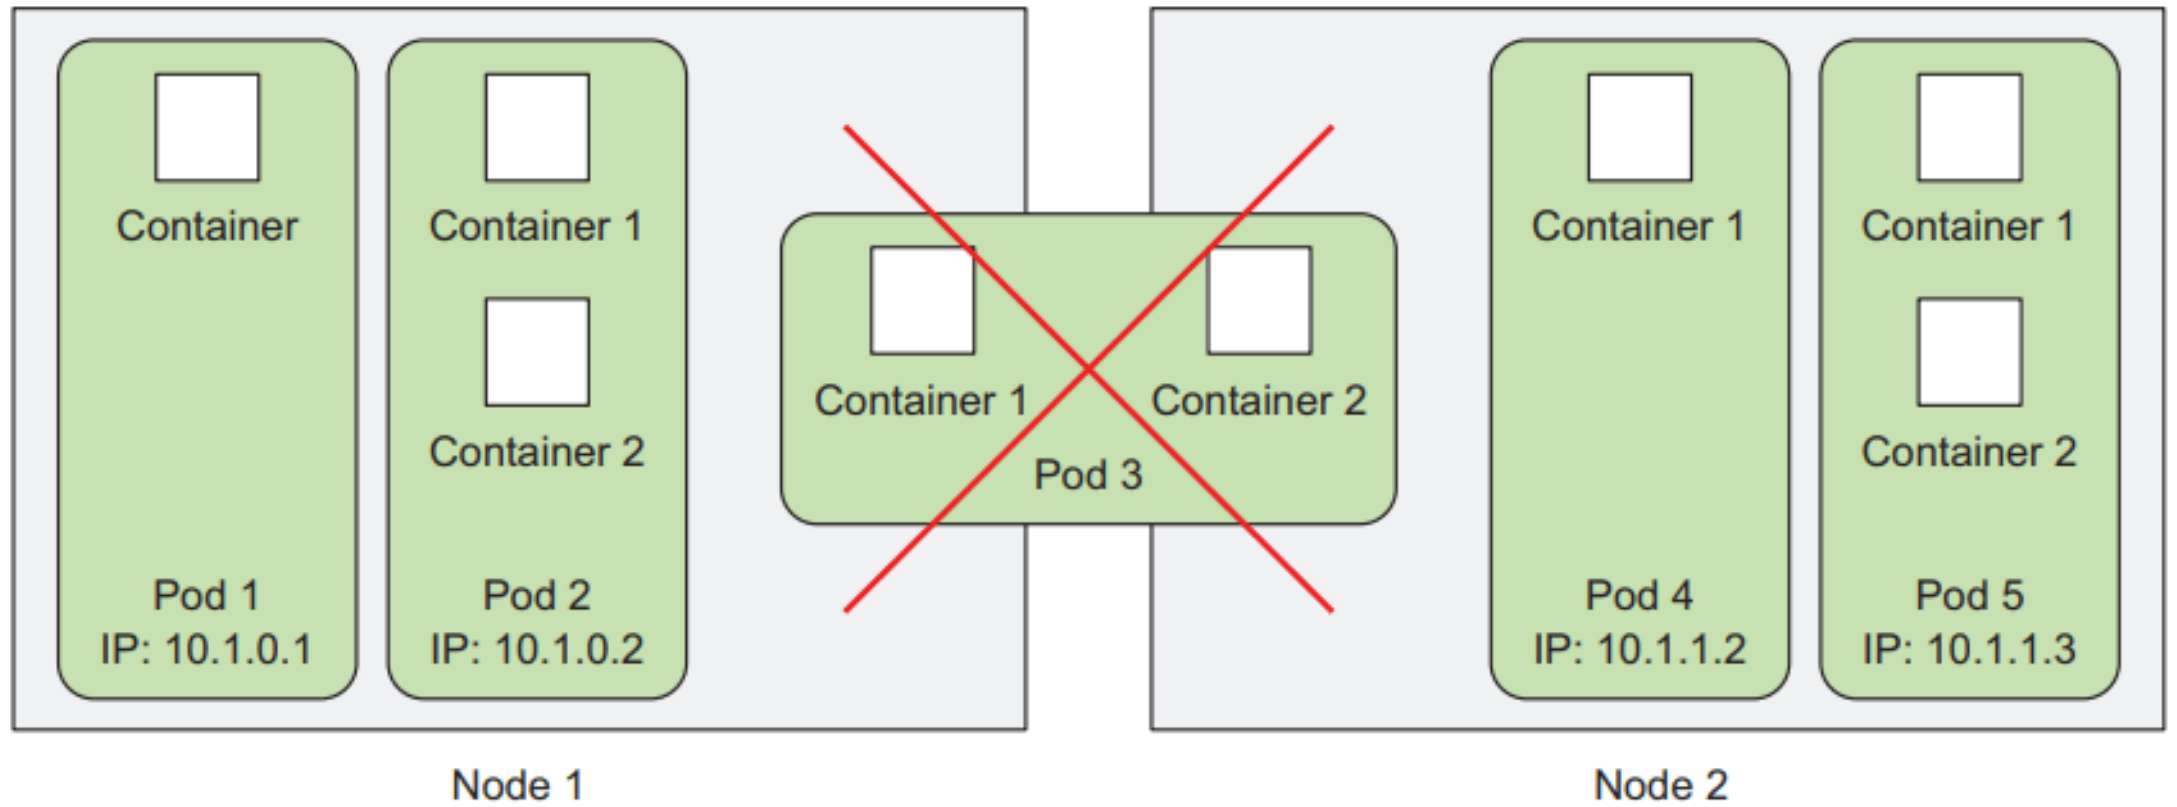 Container
Pod 1
IP: 10.1.0.1
Container 1
Container 2
Pod 2
IP: 10.1.0.2
Container 1
Container 2
Pod 3
Container 1
Pod 4
IP: 10.1.1.2
Container 1
Container 2
Pod 5
IP: 10.1.1.3
Node 1
Node 2